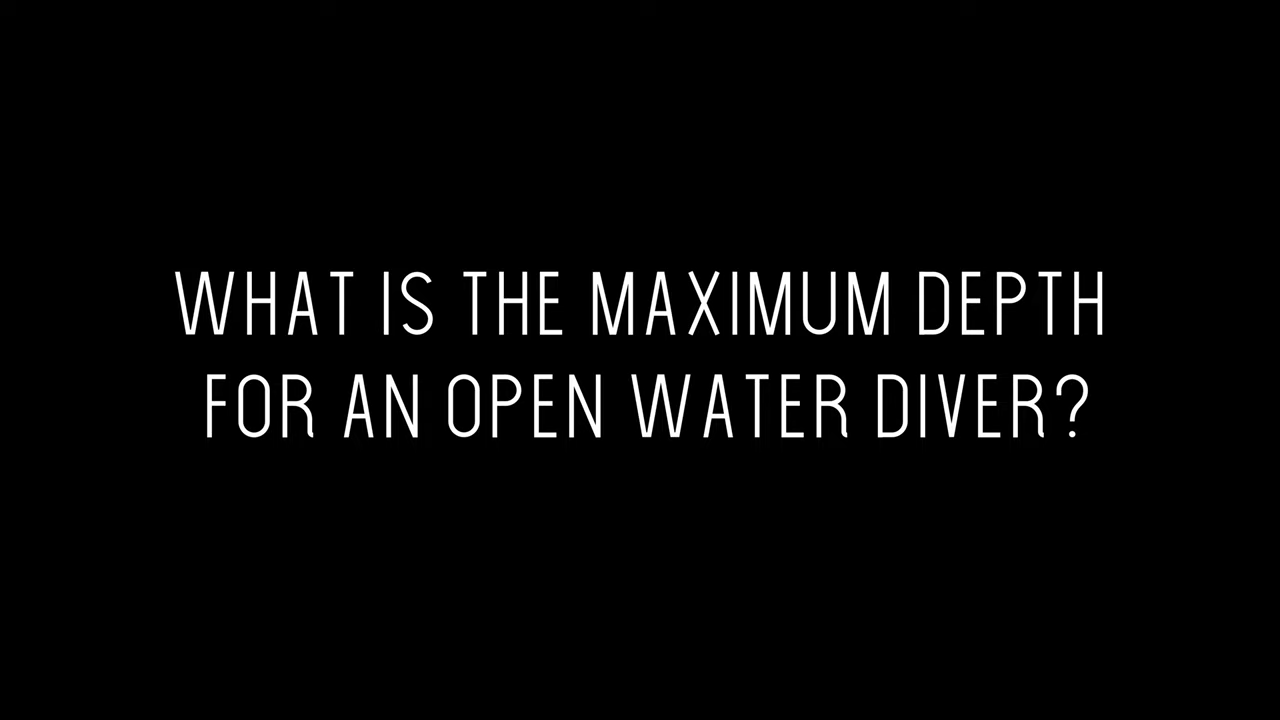 WHAT IS THE MAXIMUM DEPTH
FOR AN OPEN WATER DIVER?